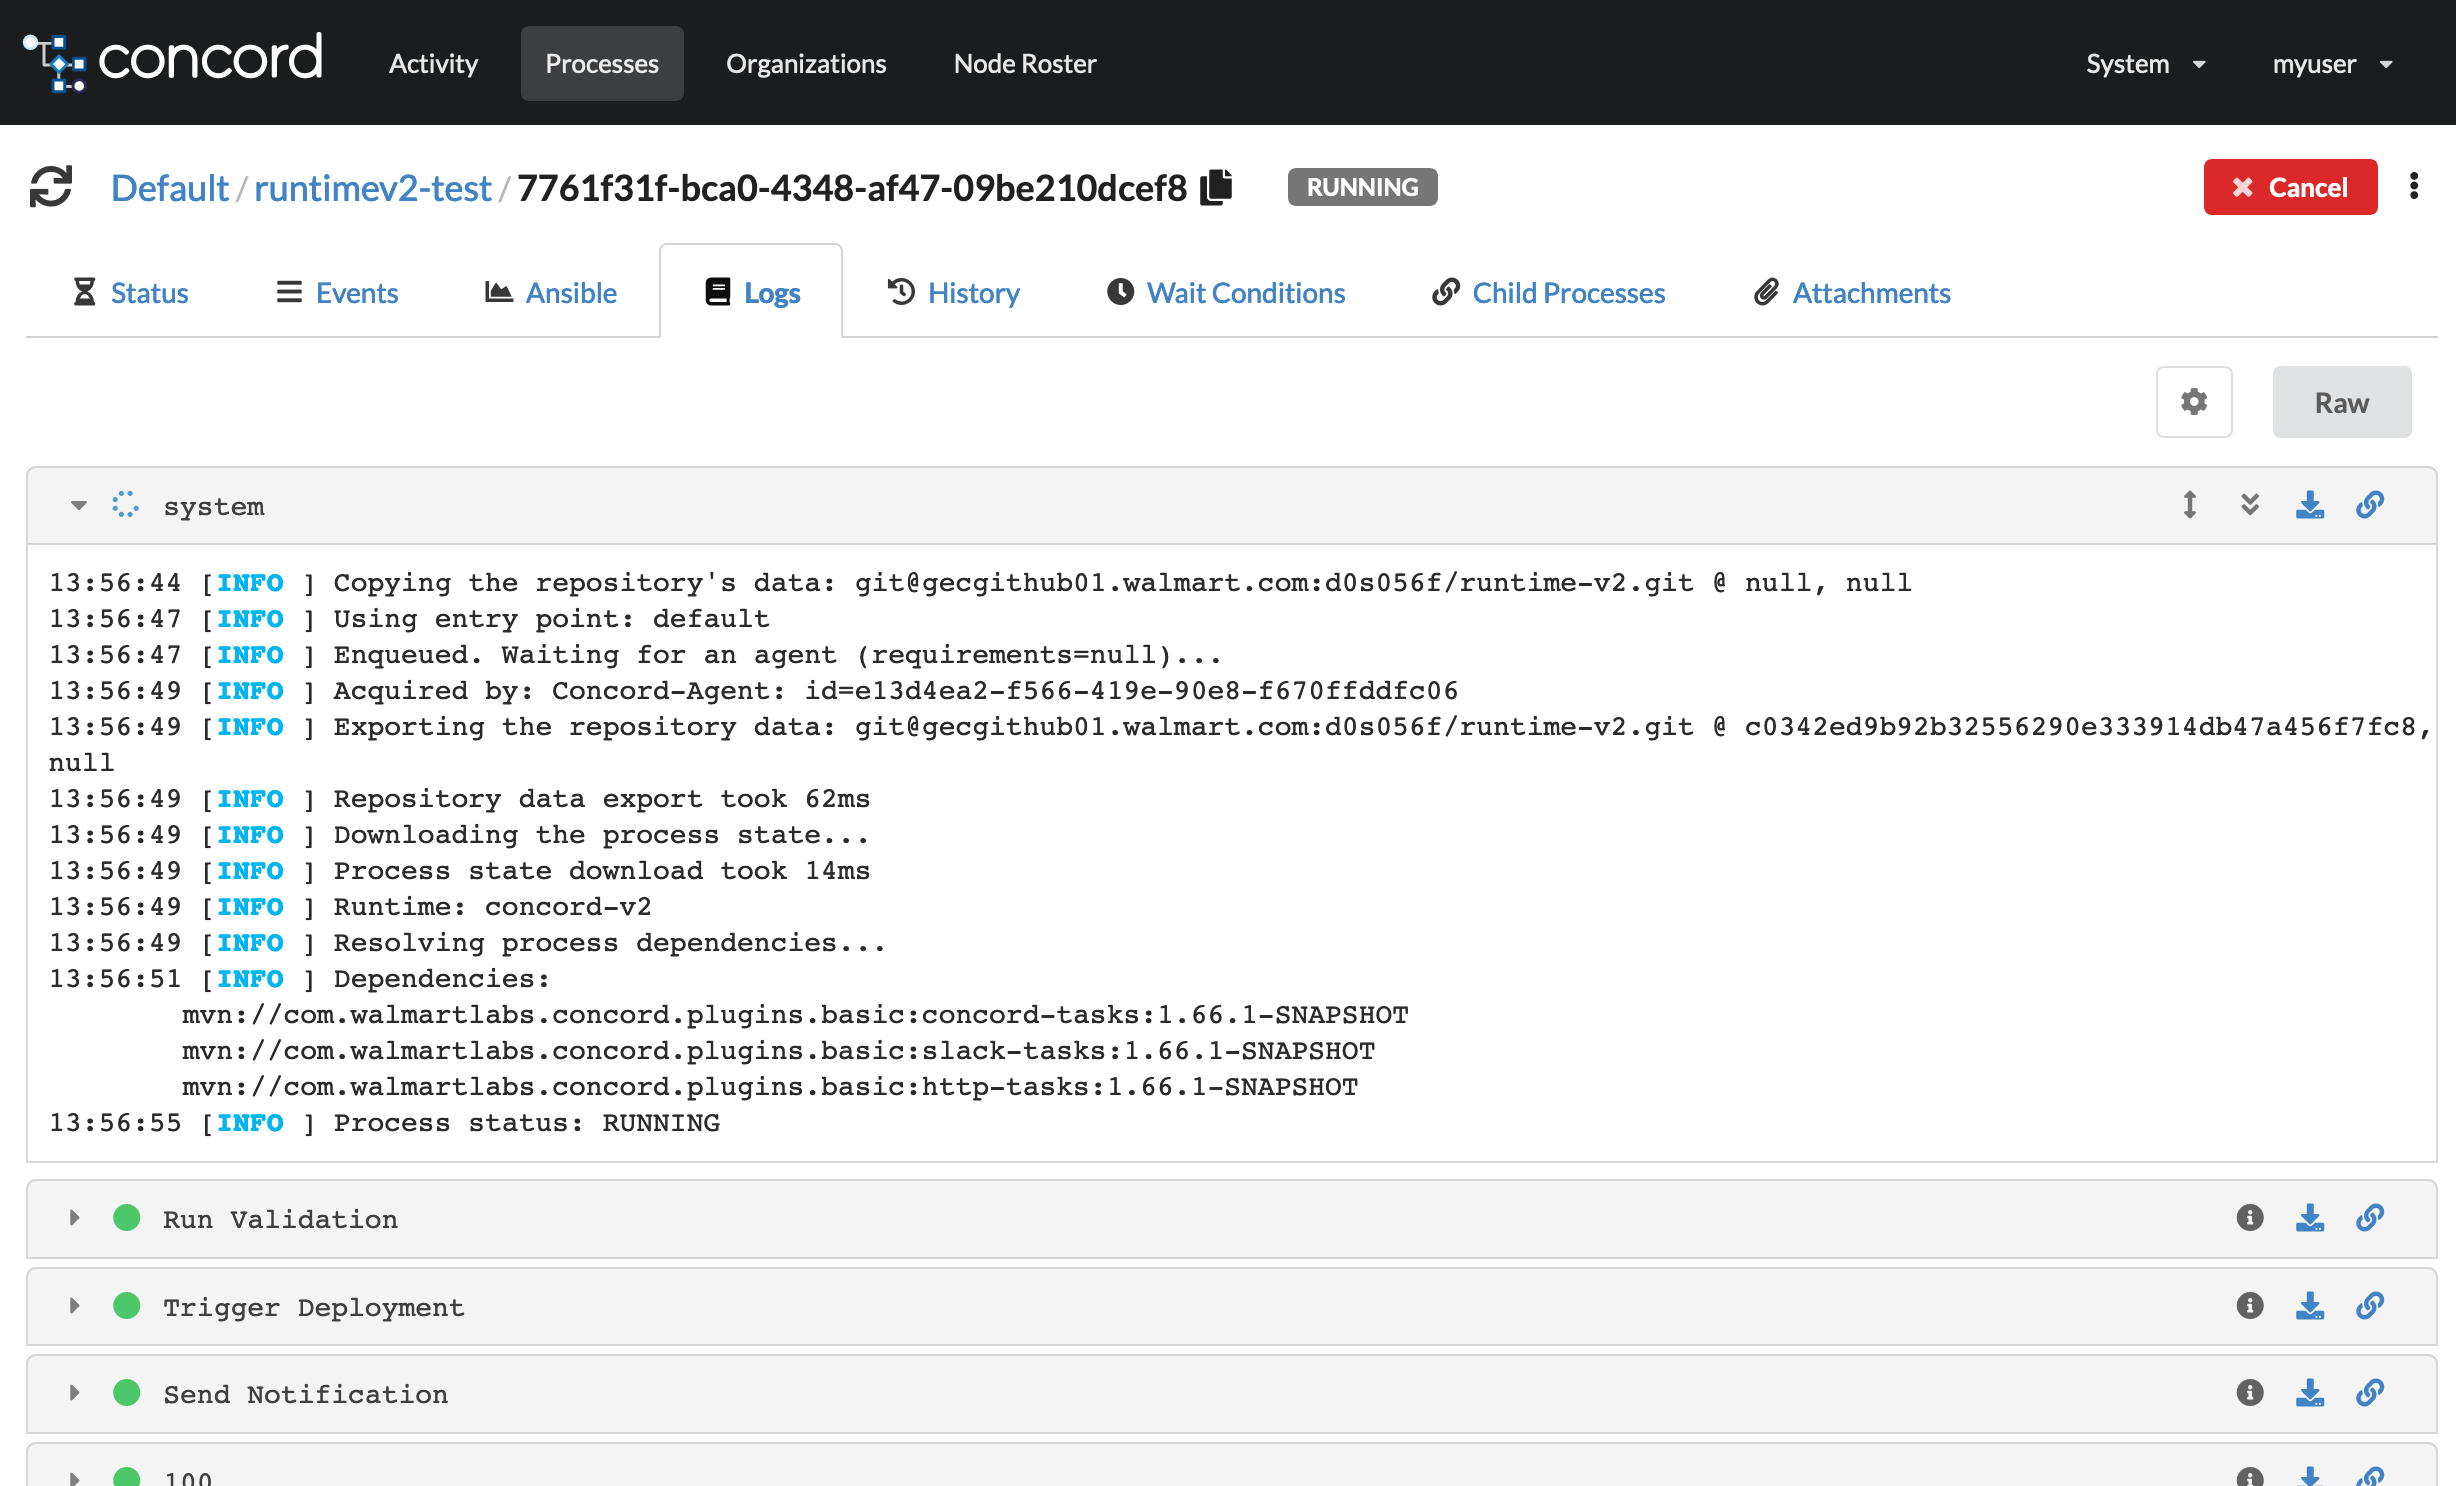 concord Activity Processes Organizations Node Roster System myuser
Default / runtimev2-test / 7761f31f-bca0-4348-af47-09be210dcef8 RUNNING Cancel
Status Events Ansible Logs History Wait Conditions Child Processes Attachments
Raw
system
13:56:44 [INFO ] Copying the repository's data: git@gecgithub01.walmart.com:d0s056f/runtime-v2.git @ null, null
13:56:47 [INFO ] Using entry point: default
13:56:47 [INFO ] Enqueued. Waiting for an agent (requirements=null)...
13:56:49 [INFO ] Acquired by: Concord-Agent: id=e13d4ea2-f566-419e-90e8-f670ffddfc06
13:56:49 [INFO ] Exporting the repository data: git@gecgithub01.walmart.com:d0s056f/runtime-v2.git @ c0342ed9b92b32556290e333914db47a456f7fc8,
null
13:56:49 [INFO ] Repository data export took 62ms
13:56:49 [INFO ] Downloading the process state...
13:56:49 [INFO ] Process state download took 14ms
13:56:49 [INFO ] Runtime: concord-v2
13:56:49 [INFO ] Resolving process dependencies...
13:56:51 [INFO ] Dependencies:
mvn://com.walmartlabs.concord.plugins.basic:concord-tasks:1.66.1-SNAPSHOT
mvn://com.walmartlabs.concord.plugins.basic:slack-tasks:1.66.1-SNAPSHOT
mvn://com.walmartlabs.concord.plugins.basic:http-tasks:1.66.1-SNAPSHOT
13:56:55 [INFO ] Process status: RUNNING
Run Validation
Trigger Deployment
Send Notification
100